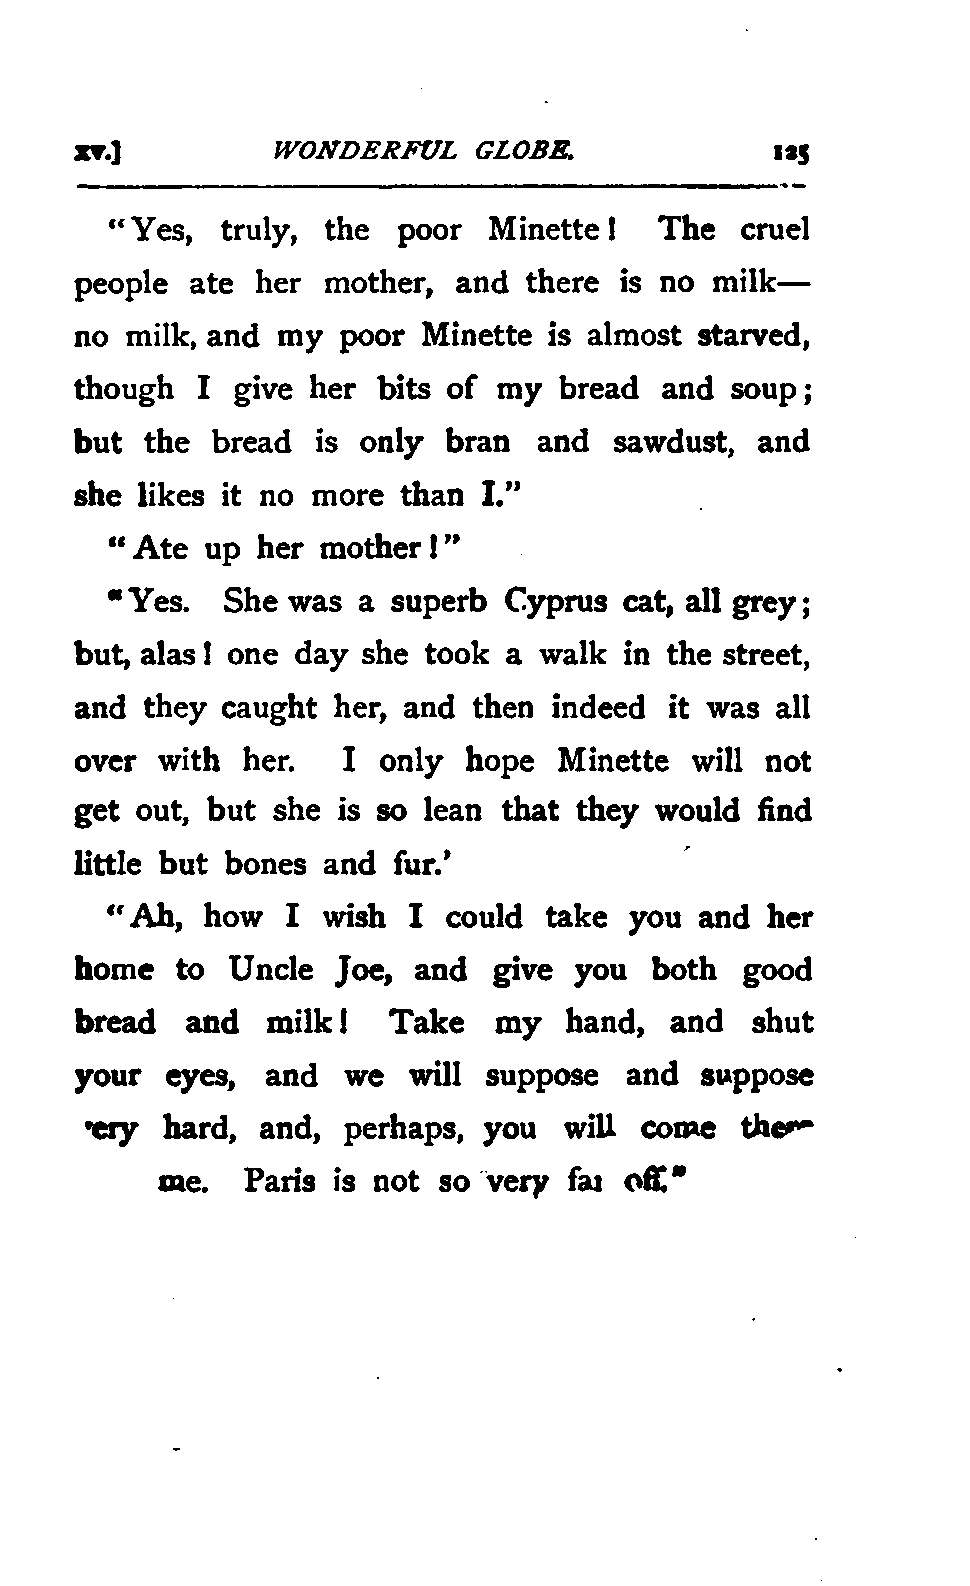 xv.] WONDERFUL GLOBE. 125
"Yes, truly, the poor Minette! The cruel
people ate her mother, and there is no milk—
no milk, and my poor Minette is almost starved,
though I give her bits of my bread and soup;
but the bread is only bran and sawdust, and
she likes it no more than I."
"Ate up her mother!"
"Yes. She was a superb Cyprus cat, all grey;
but, alas! one day she took a walk in the street,
and they caught her, and then indeed it was all
over with her. I only hope Minette will not
get out, but she is so lean that they would find
little but bones and fur.'
"Ah, how I wish I could take you and her
home to Uncle Joe, and give you both good
bread and milk! Take my hand, and shut
your eyes, and we will suppose and suppose
hard, and, perhaps, you will come
me. Paris is not so very far off."